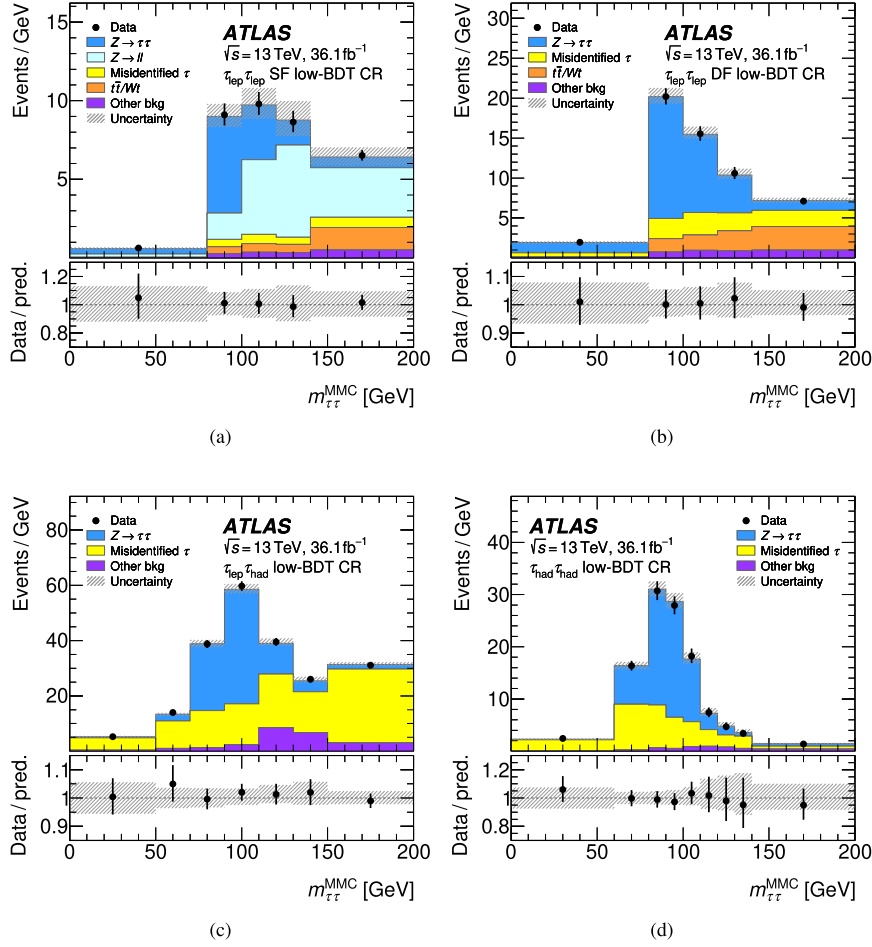 Events / GeV
15
10
5
Data
Z→ττ
Z→ll
Misidentified τ
tt̄/Wt
Other bkg
Uncertainty
ATLAS
√s = 13 TeV, 36.1fb⁻¹
τlepτlep SF low-BDT CR
Data / pred.
1.2
1.1
1
0.9
0.8
0 50 100 150 200
m_ττ^MMC [GeV]
(a)
Events / GeV
30
25
20
15
10
5
Data
Z→ττ
Misidentified τ
tt̄/Wt
Other bkg
Uncertainty
ATLAS
√s = 13 TeV, 36.1fb⁻¹
τlepτlep DF low-BDT CR
Data / pred.
1.1
1
0.9
0 50 100 150 200
m_ττ^MMC [GeV]
(b)
Events / GeV
80
60
40
20
Data
Z→ττ
Misidentified τ
Other bkg
Uncertainty
ATLAS
√s = 13 TeV, 36.1fb⁻¹
τlepτhad low-BDT CR
Data / pred.
1.1
1
0.9
0 50 100 150 200
m_ττ^MMC [GeV]
(c)
Events / GeV
40
30
20
10
ATLAS
√s = 13 TeV, 36.1fb⁻¹
τhadτhad low-BDT CR
Data
Z→ττ
Misidentified τ
Other bkg
Uncertainty
Data / pred.
1.2
1
0.8
0 50 100 150 200
m_ττ^MMC [GeV]
(d)